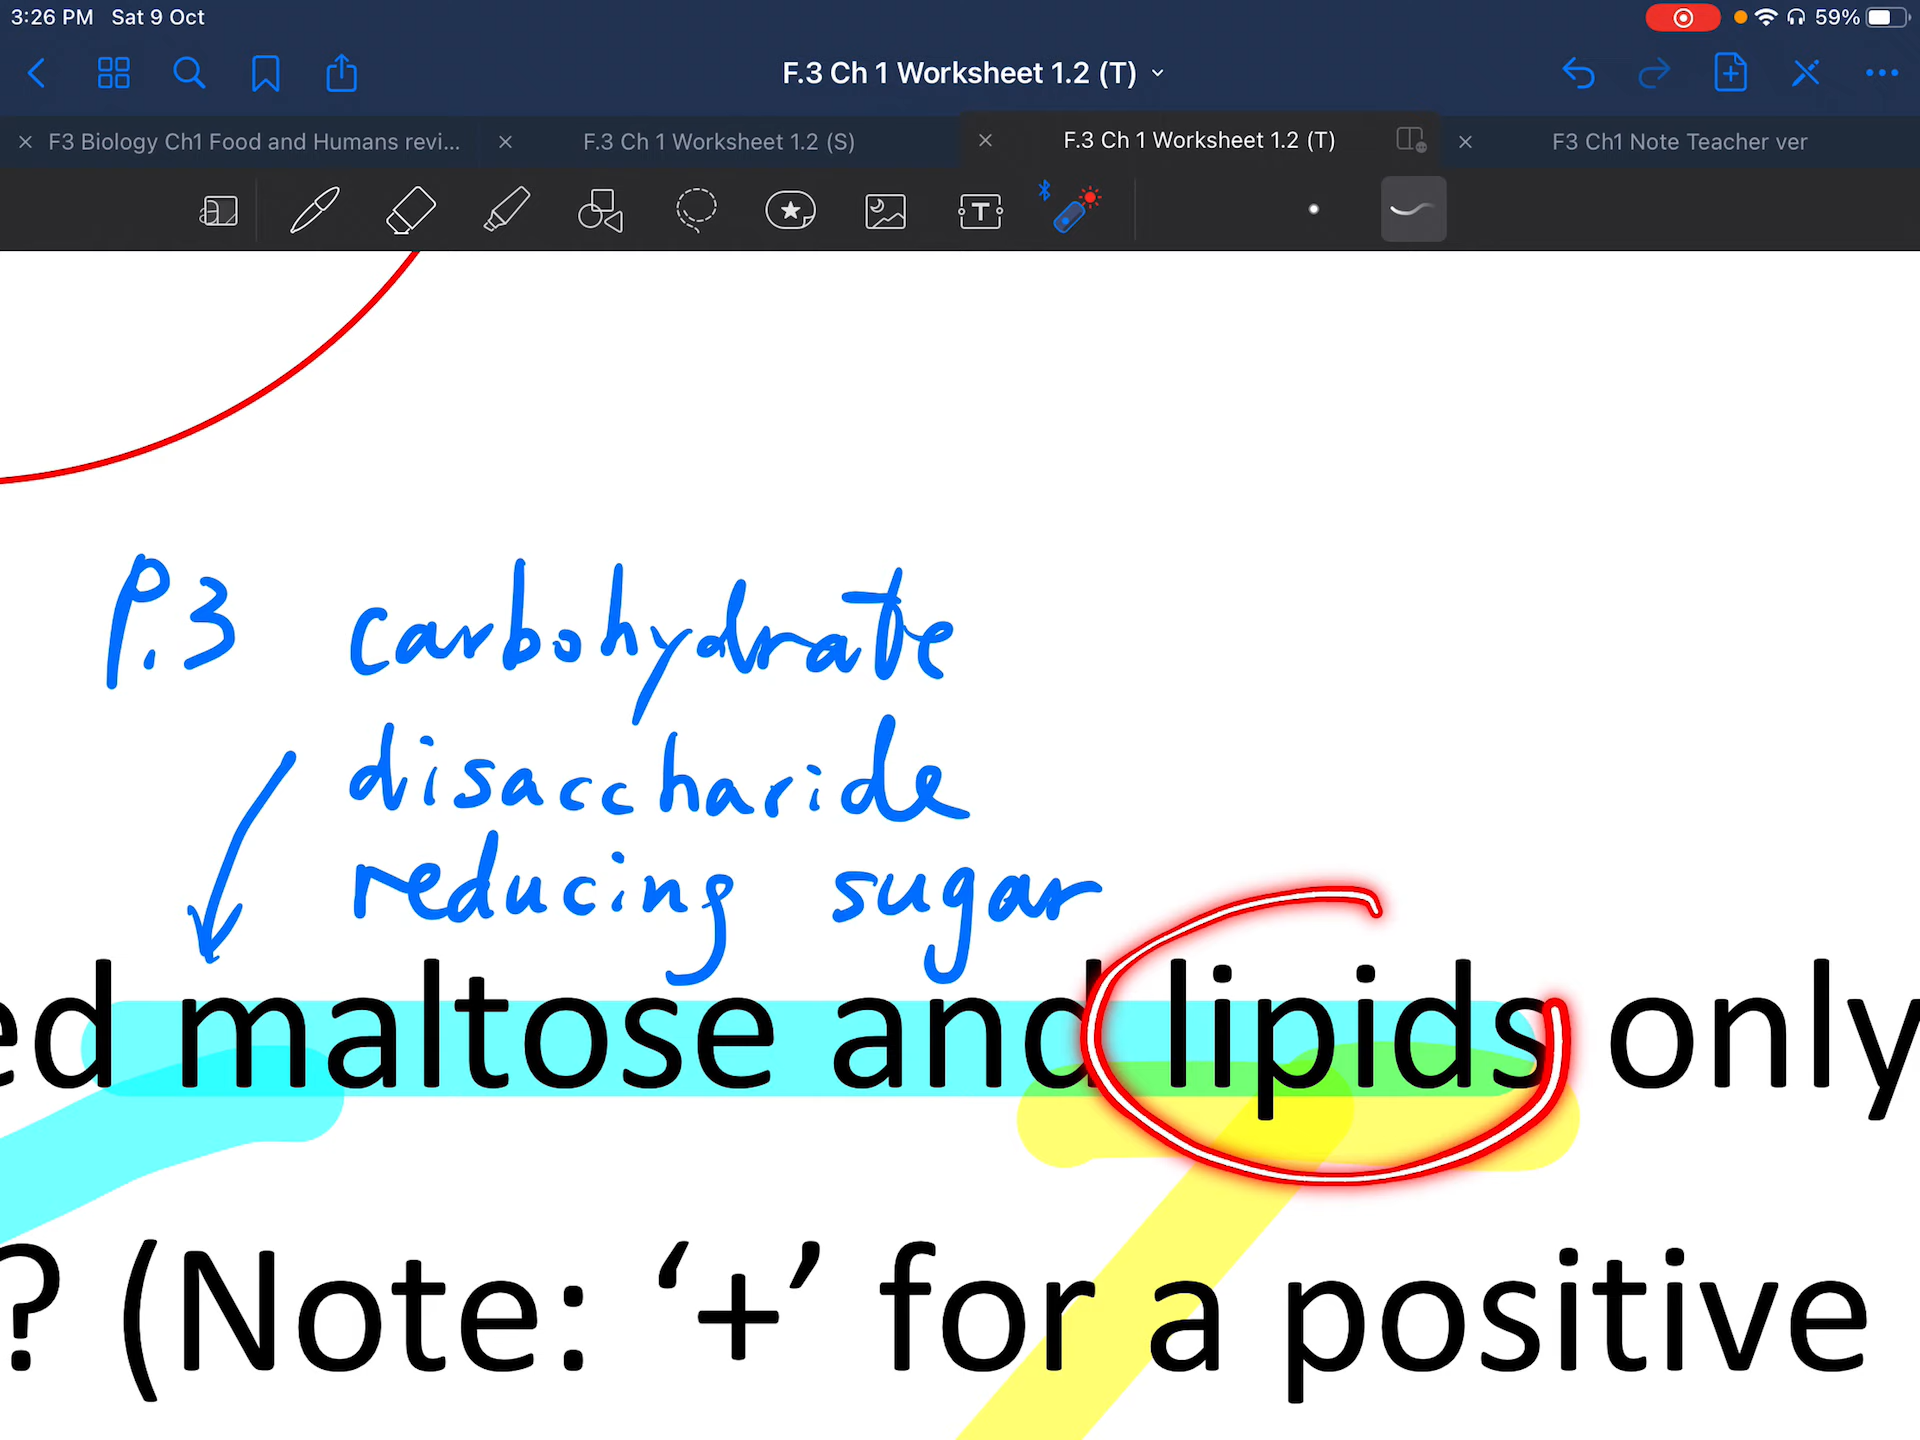 3:26 PM Sat 9 Oct
59%
F.3 Ch 1 Worksheet 1.2 (T)
F3 Biology Ch1 Food and Humans revi...
F.3 Ch 1 Worksheet 1.2 (S)
F.3 Ch 1 Worksheet 1.2 (T)
F3 Ch1 Note Teacher ver
P.3 carbohydrate
disaccharide
reducing sugar
ed maltose and lipids only
? (Note: ‘+’ for a positive